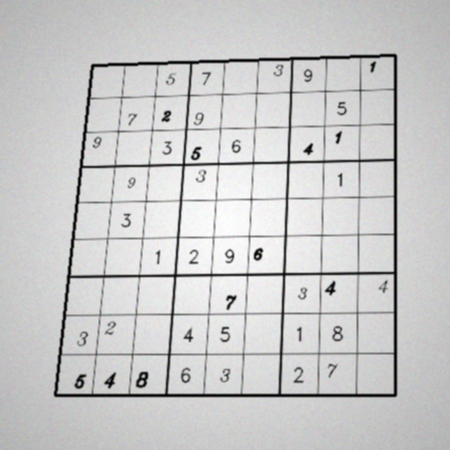 5 7 3 9 1
7 2 9 5
9 3 5 6 4 1
9 3 1
3
1 2 9 6
7 3 4 4
3 2 4 5 1 8
5 4 8 6 3 2 7